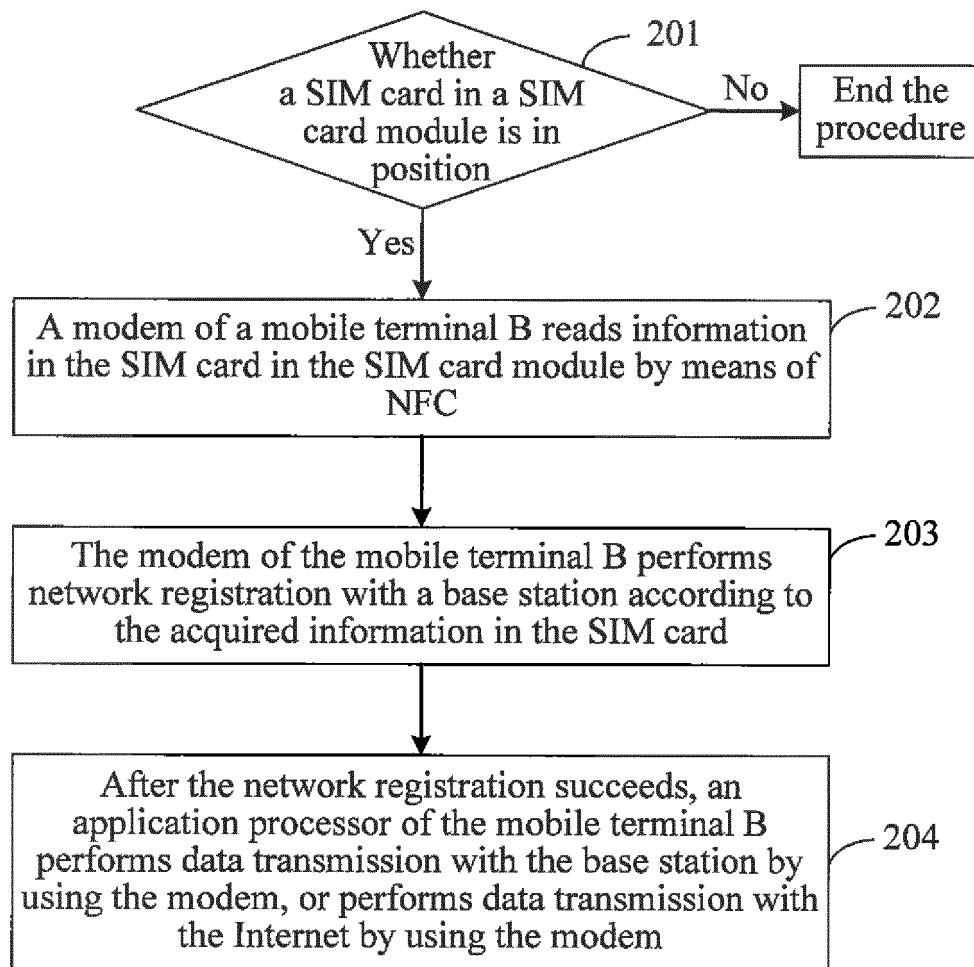 201
Whether
a SIM card in a SIM
card module is in
position
No
End the
procedure
Yes
202
A modem of a mobile terminal B reads information
in the SIM card in the SIM card module by means of
NFC
203
The modem of the mobile terminal B performs
network registration with a base station according to
the acquired information in the SIM card
204
After the network registration succeeds, an
application processor of the mobile terminal B
performs data transmission with the base station by
using the modem, or performs data transmission with
the Internet by using the modem